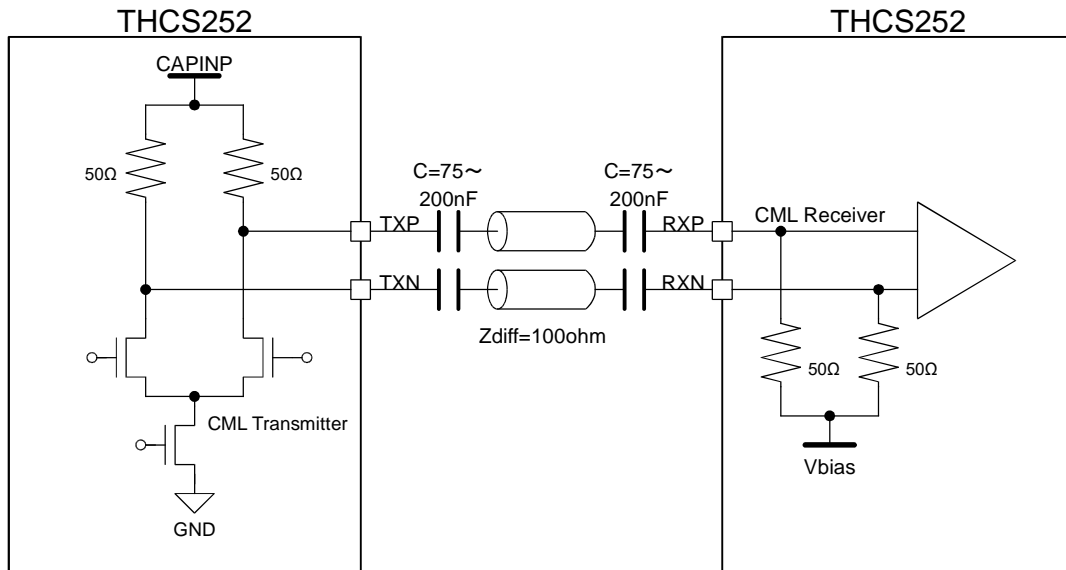 THCS252
THCS252
CAPINP
50Ω
50Ω
C=75～
200nF
C=75～
200nF
TXP
RXP
CML Receiver
TXN
RXN
Zdiff=100ohm
50Ω
50Ω
CML Transmitter
Vbias
GND